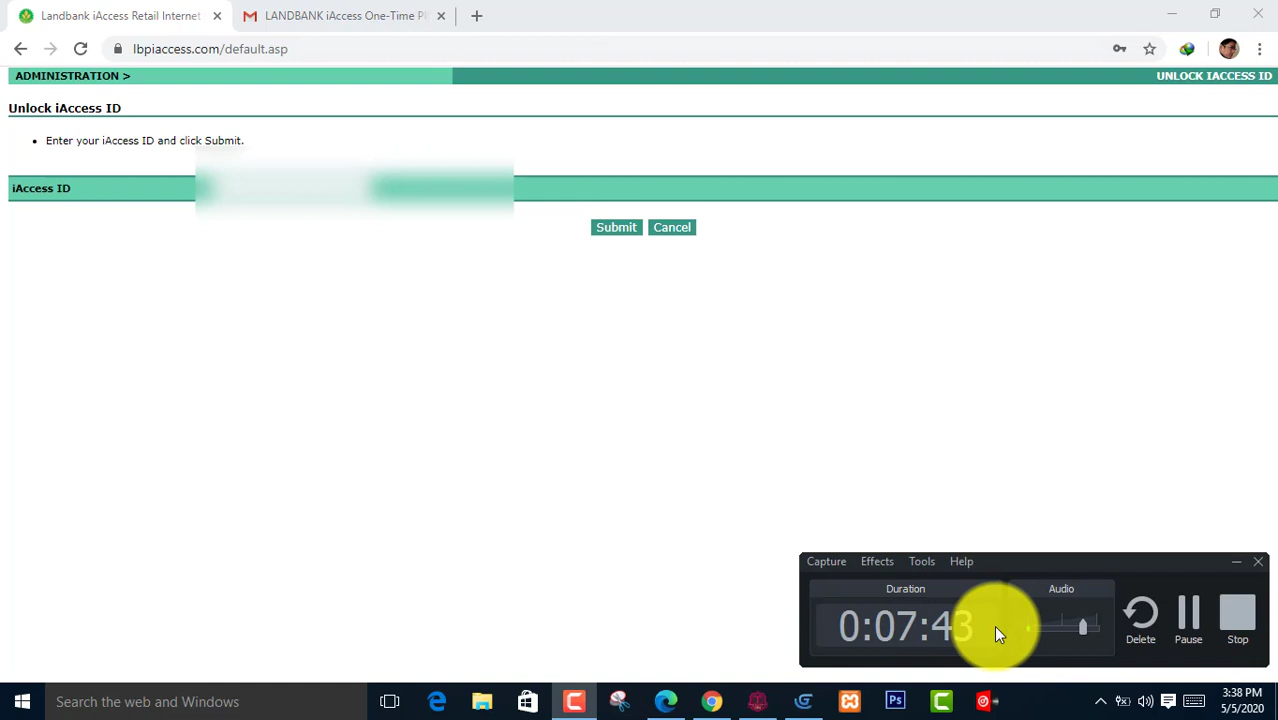 Landbank iAccess Retail Internet
LANDBANK iAccess One-Time P
lbpiaccess.com/default.asp
ADMINISTRATION >
UNLOCK IACCESS ID
Unlock iAccess ID
• Enter your iAccess ID and click Submit.
iAccess ID
Submit Cancel
Capture Effects Tools Help
Duration
Audio
0:07:43
Delete
Pause
Stop
Search the web and Windows
Ps
3:38 PM
5/5/2020